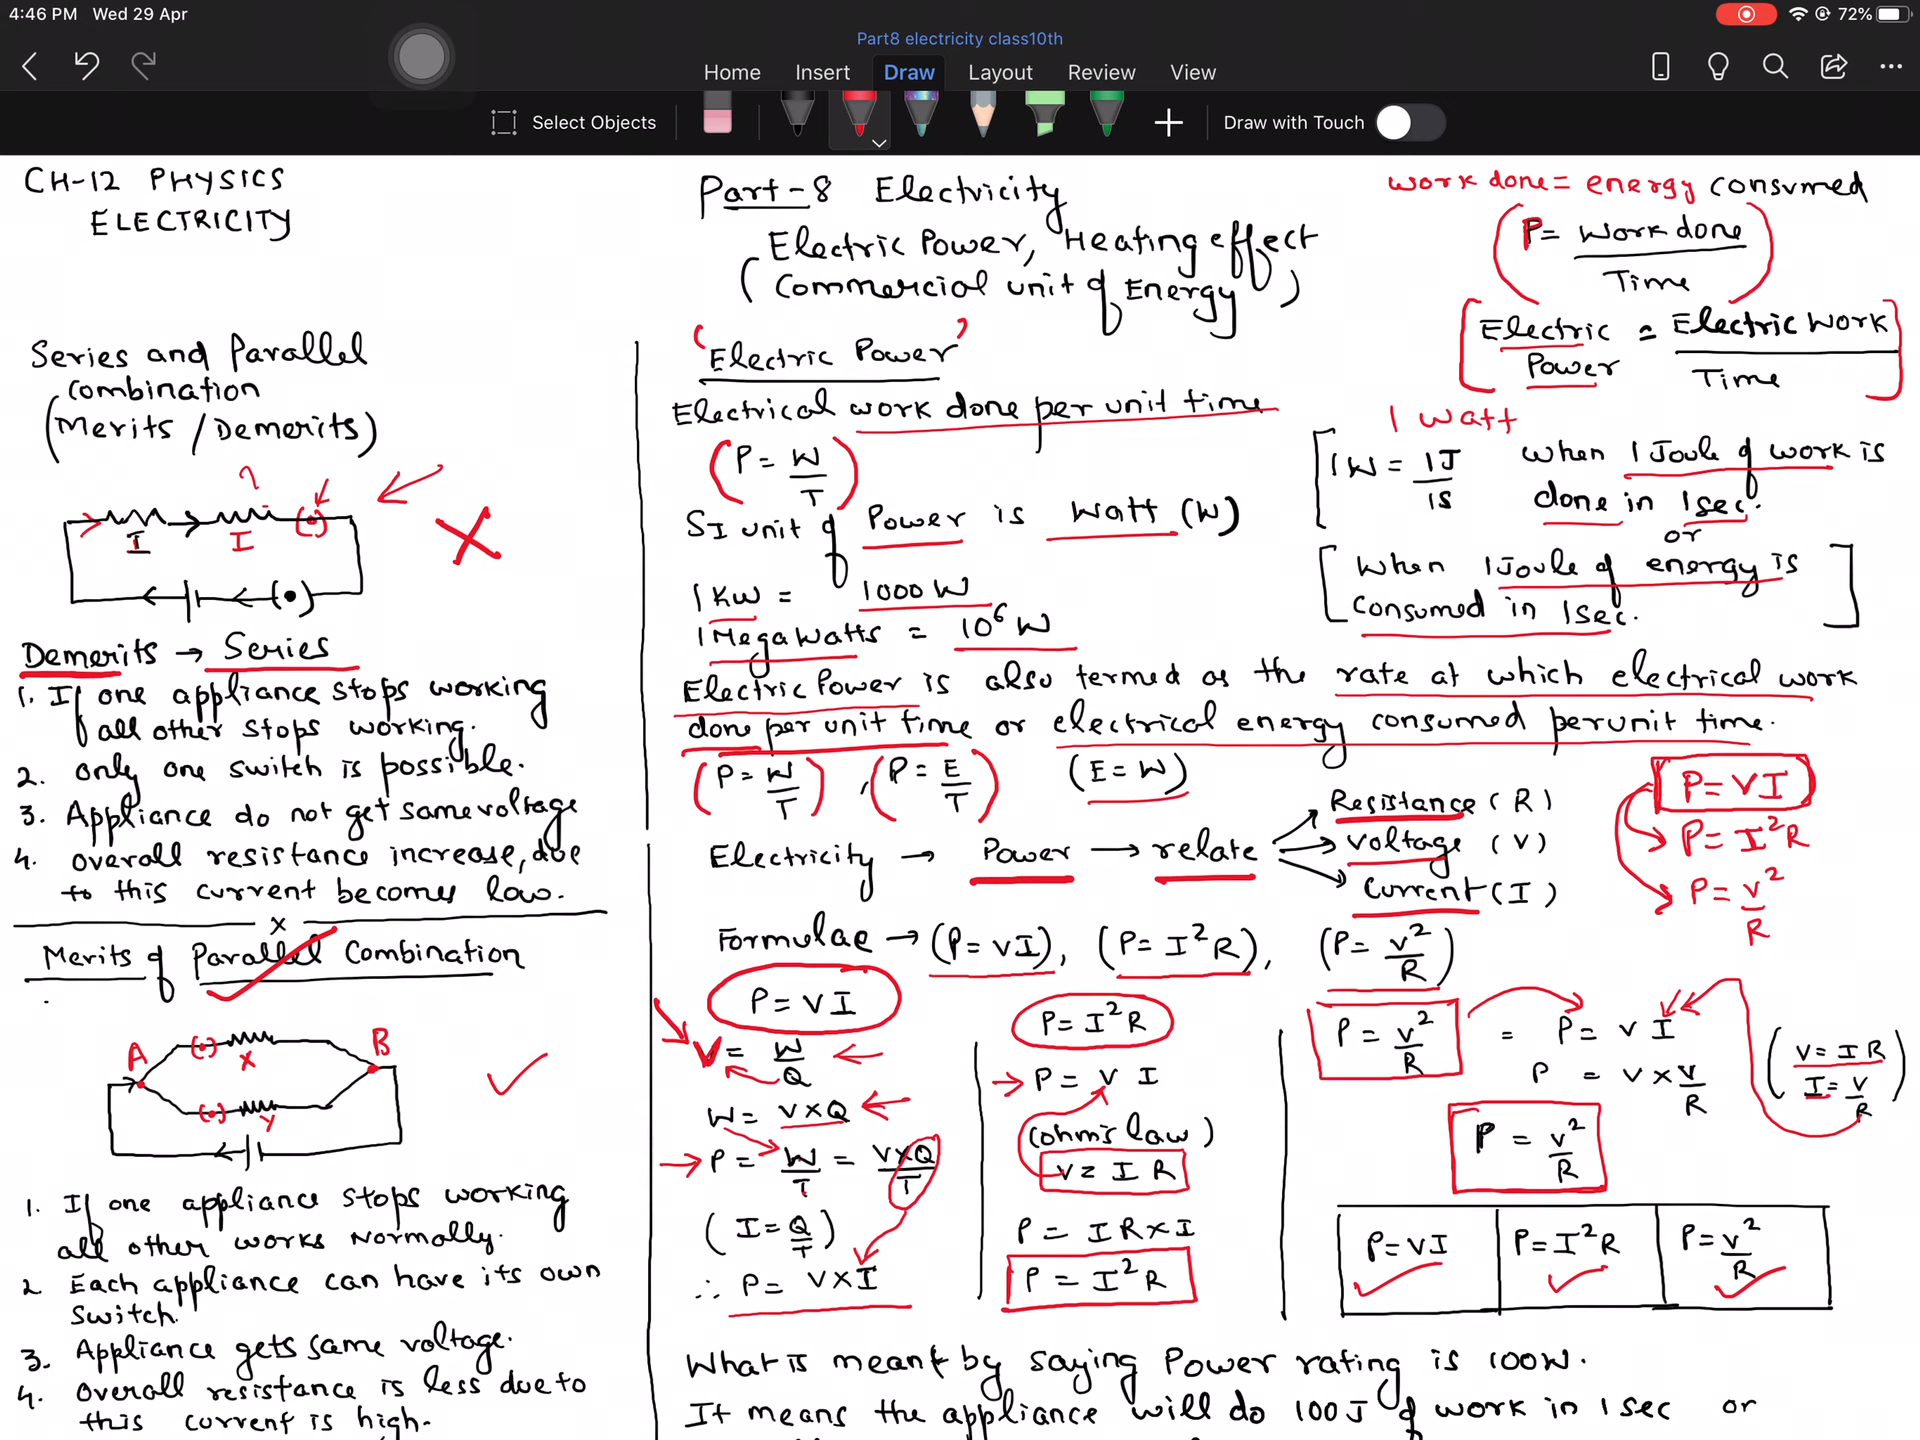 4:46 PM Wed 29 Apr
72%
Part8 electricity class10th
Home Insert Draw Layout Review View
Select Objects
Draw with Touch
CH-12 PHYSICS
ELECTRICITY
Series and Parallel
Combination
(Merits / Demerits)
?
I I
Demerits → Series
1. If one appliance stops working
all other stops working.
2. only one switch is possible.
3. Appliance do not get same voltage
4. overall resistance increase, due
to this current becomes low.
x
Merits of Parallel Combination
A B
X
Y
1. If one appliance stops working
all other works Normally.
2 Each appliance can have its own
switch.
3. Appliance gets same voltage.
4. Overall resistance is less due to
this current is high.
Part-8 Electricity
Electric Power, Heating effect
( Commercial unit of Energy )
work done = energy consumed
P = Work done / Time
Electric Power = Electric Work / Time
'Electric Power'
Electrical work done per unit time
(P = W/T)
SI unit of Power is Watt (W)
1 KW = 1000 W
1 MegaWatts = 10⁶ W
1 watt
1W = 1J/1S when 1 Joule of work is
done in 1sec.
or
[When 1Joule of energy is
consumed in 1sec.]
Electric Power is also termed as the rate at which electrical work
done per unit time or electrical energy consumed per unit time.
(P = W/T), (P = E/T) (E = W)
Electricity → Power → relate
Resistance (R)
Voltage (V)
Current (I)
P = VI
P = I²R
P = V²/R
Formulae → (P = VI), (P = I²R), (P = V²/R)
P = VI
V = W/Q
W = V×Q
P = W/T = V×Q/T
(I = Q/T)
∴ P = V×I
P = I²R
P = V I
(ohm's law)
V = I R
P = I R × I
P = I²R
P = V²/R = P = V I
P = V × V/R
(V = I R
I = V/R)
P = V²/R
P = VI P = I²R P = V²/R
What is meant by saying Power rating is 100W.
It means the appliance will do 100J of work in 1 sec or